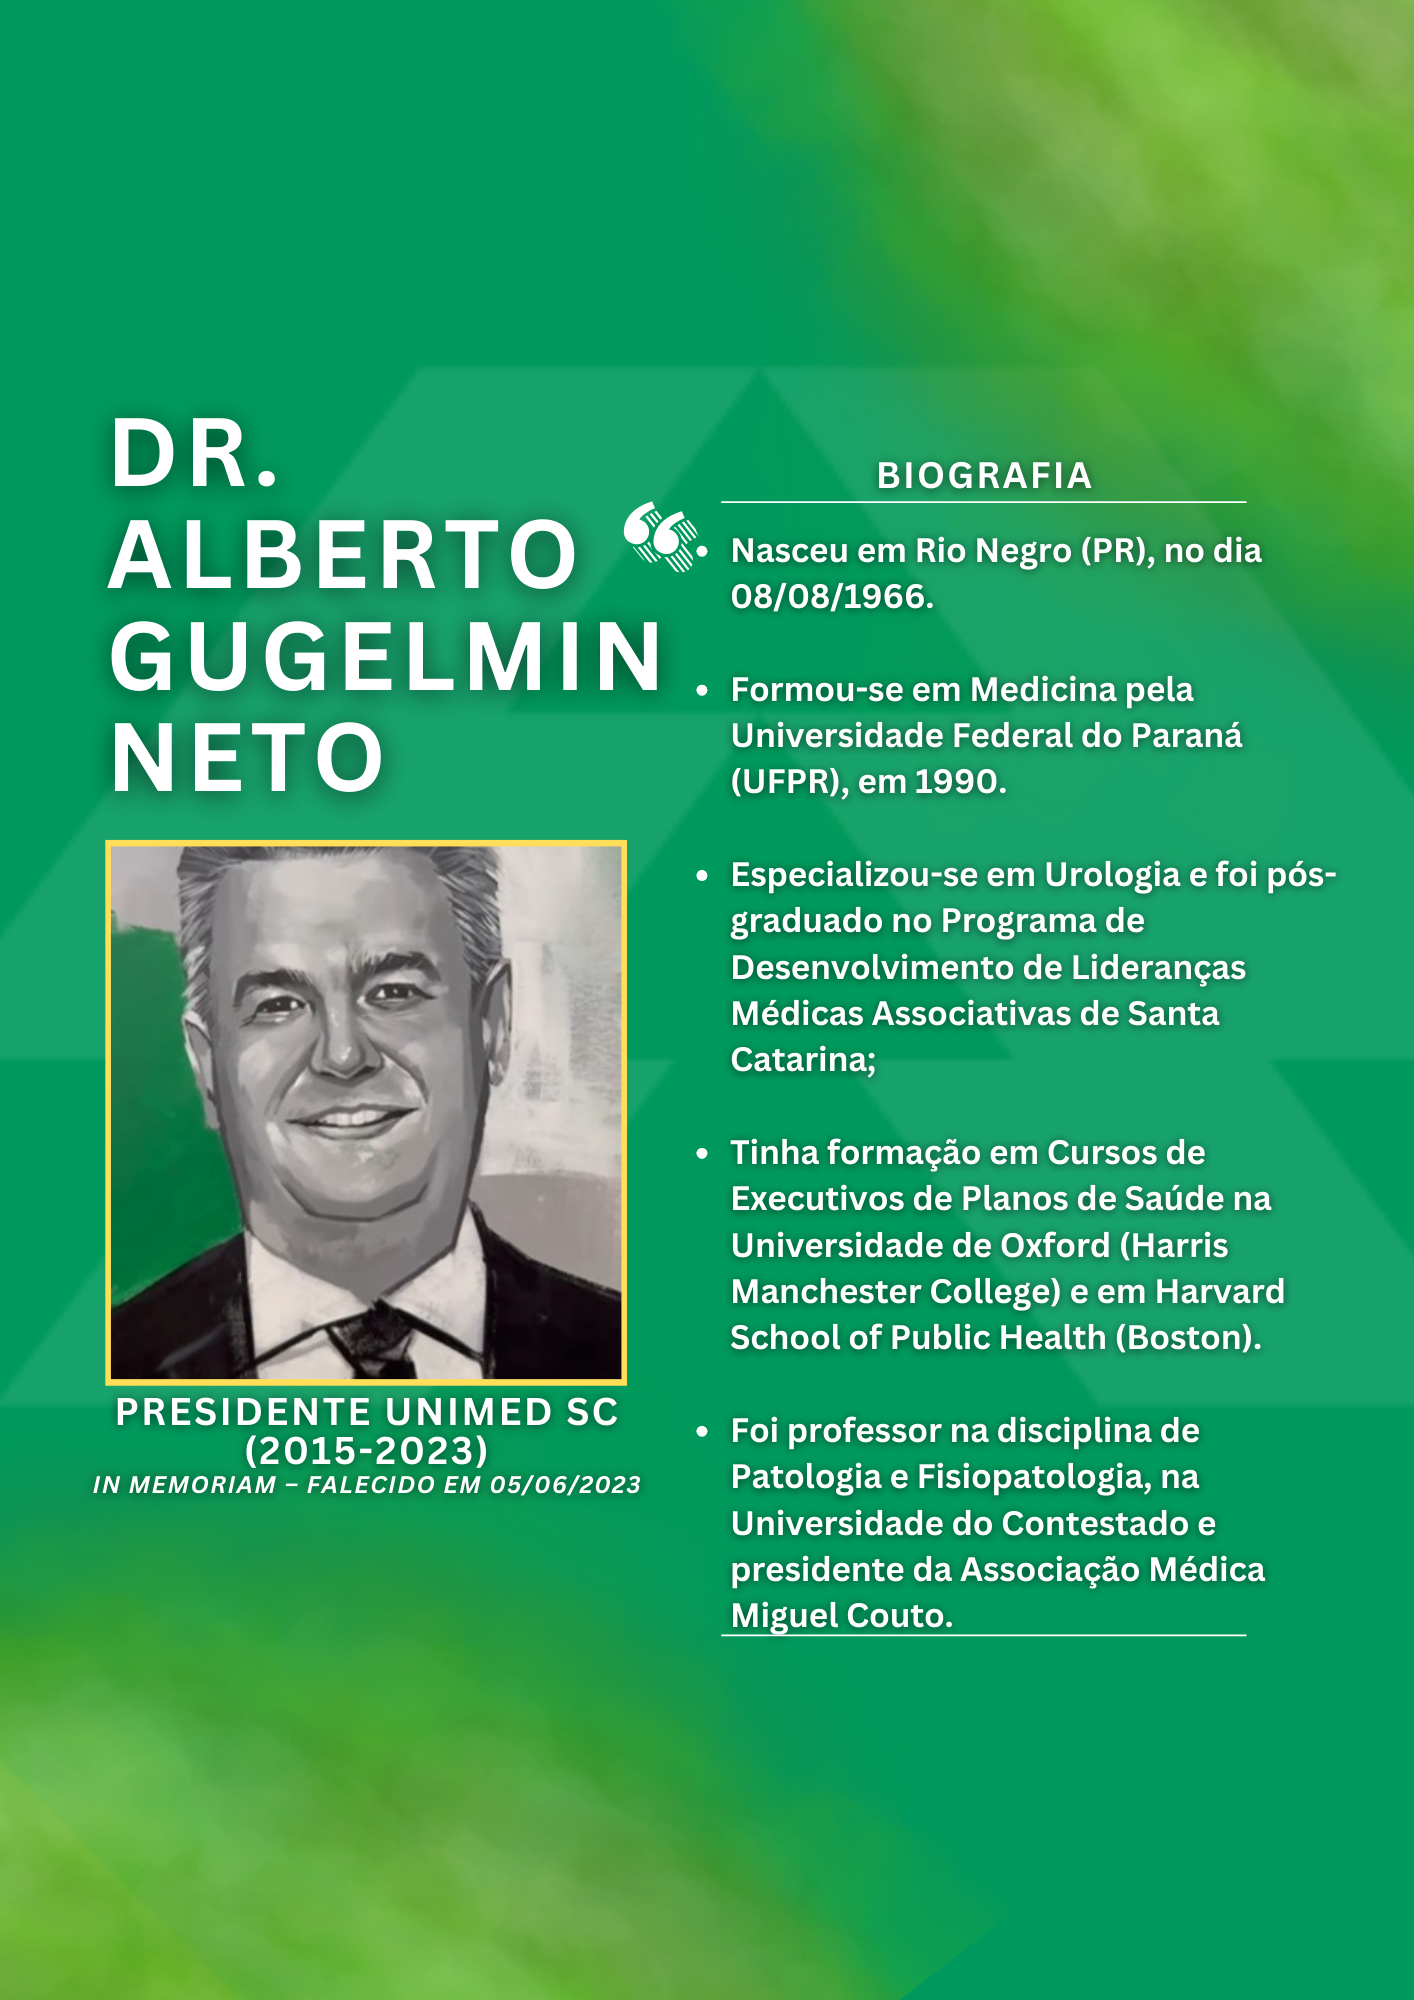 DR.
ALBERTO
GUGELMIN
NETO
PRESIDENTE UNIMED SC
(2015-2023)
IN MEMORIAM – FALECIDO EM 05/06/2023
BIOGRAFIA
• Nasceu em Rio Negro (PR), no dia
08/08/1966.
• Formou-se em Medicina pela
Universidade Federal do Paraná
(UFPR), em 1990.
• Especializou-se em Urologia e foi pós-
graduado no Programa de
Desenvolvimento de Lideranças
Médicas Associativas de Santa
Catarina;
• Tinha formação em Cursos de
Executivos de Planos de Saúde na
Universidade de Oxford (Harris
Manchester College) e em Harvard
School of Public Health (Boston).
• Foi professor na disciplina de
Patologia e Fisiopatologia, na
Universidade do Contestado e
presidente da Associação Médica
Miguel Couto.